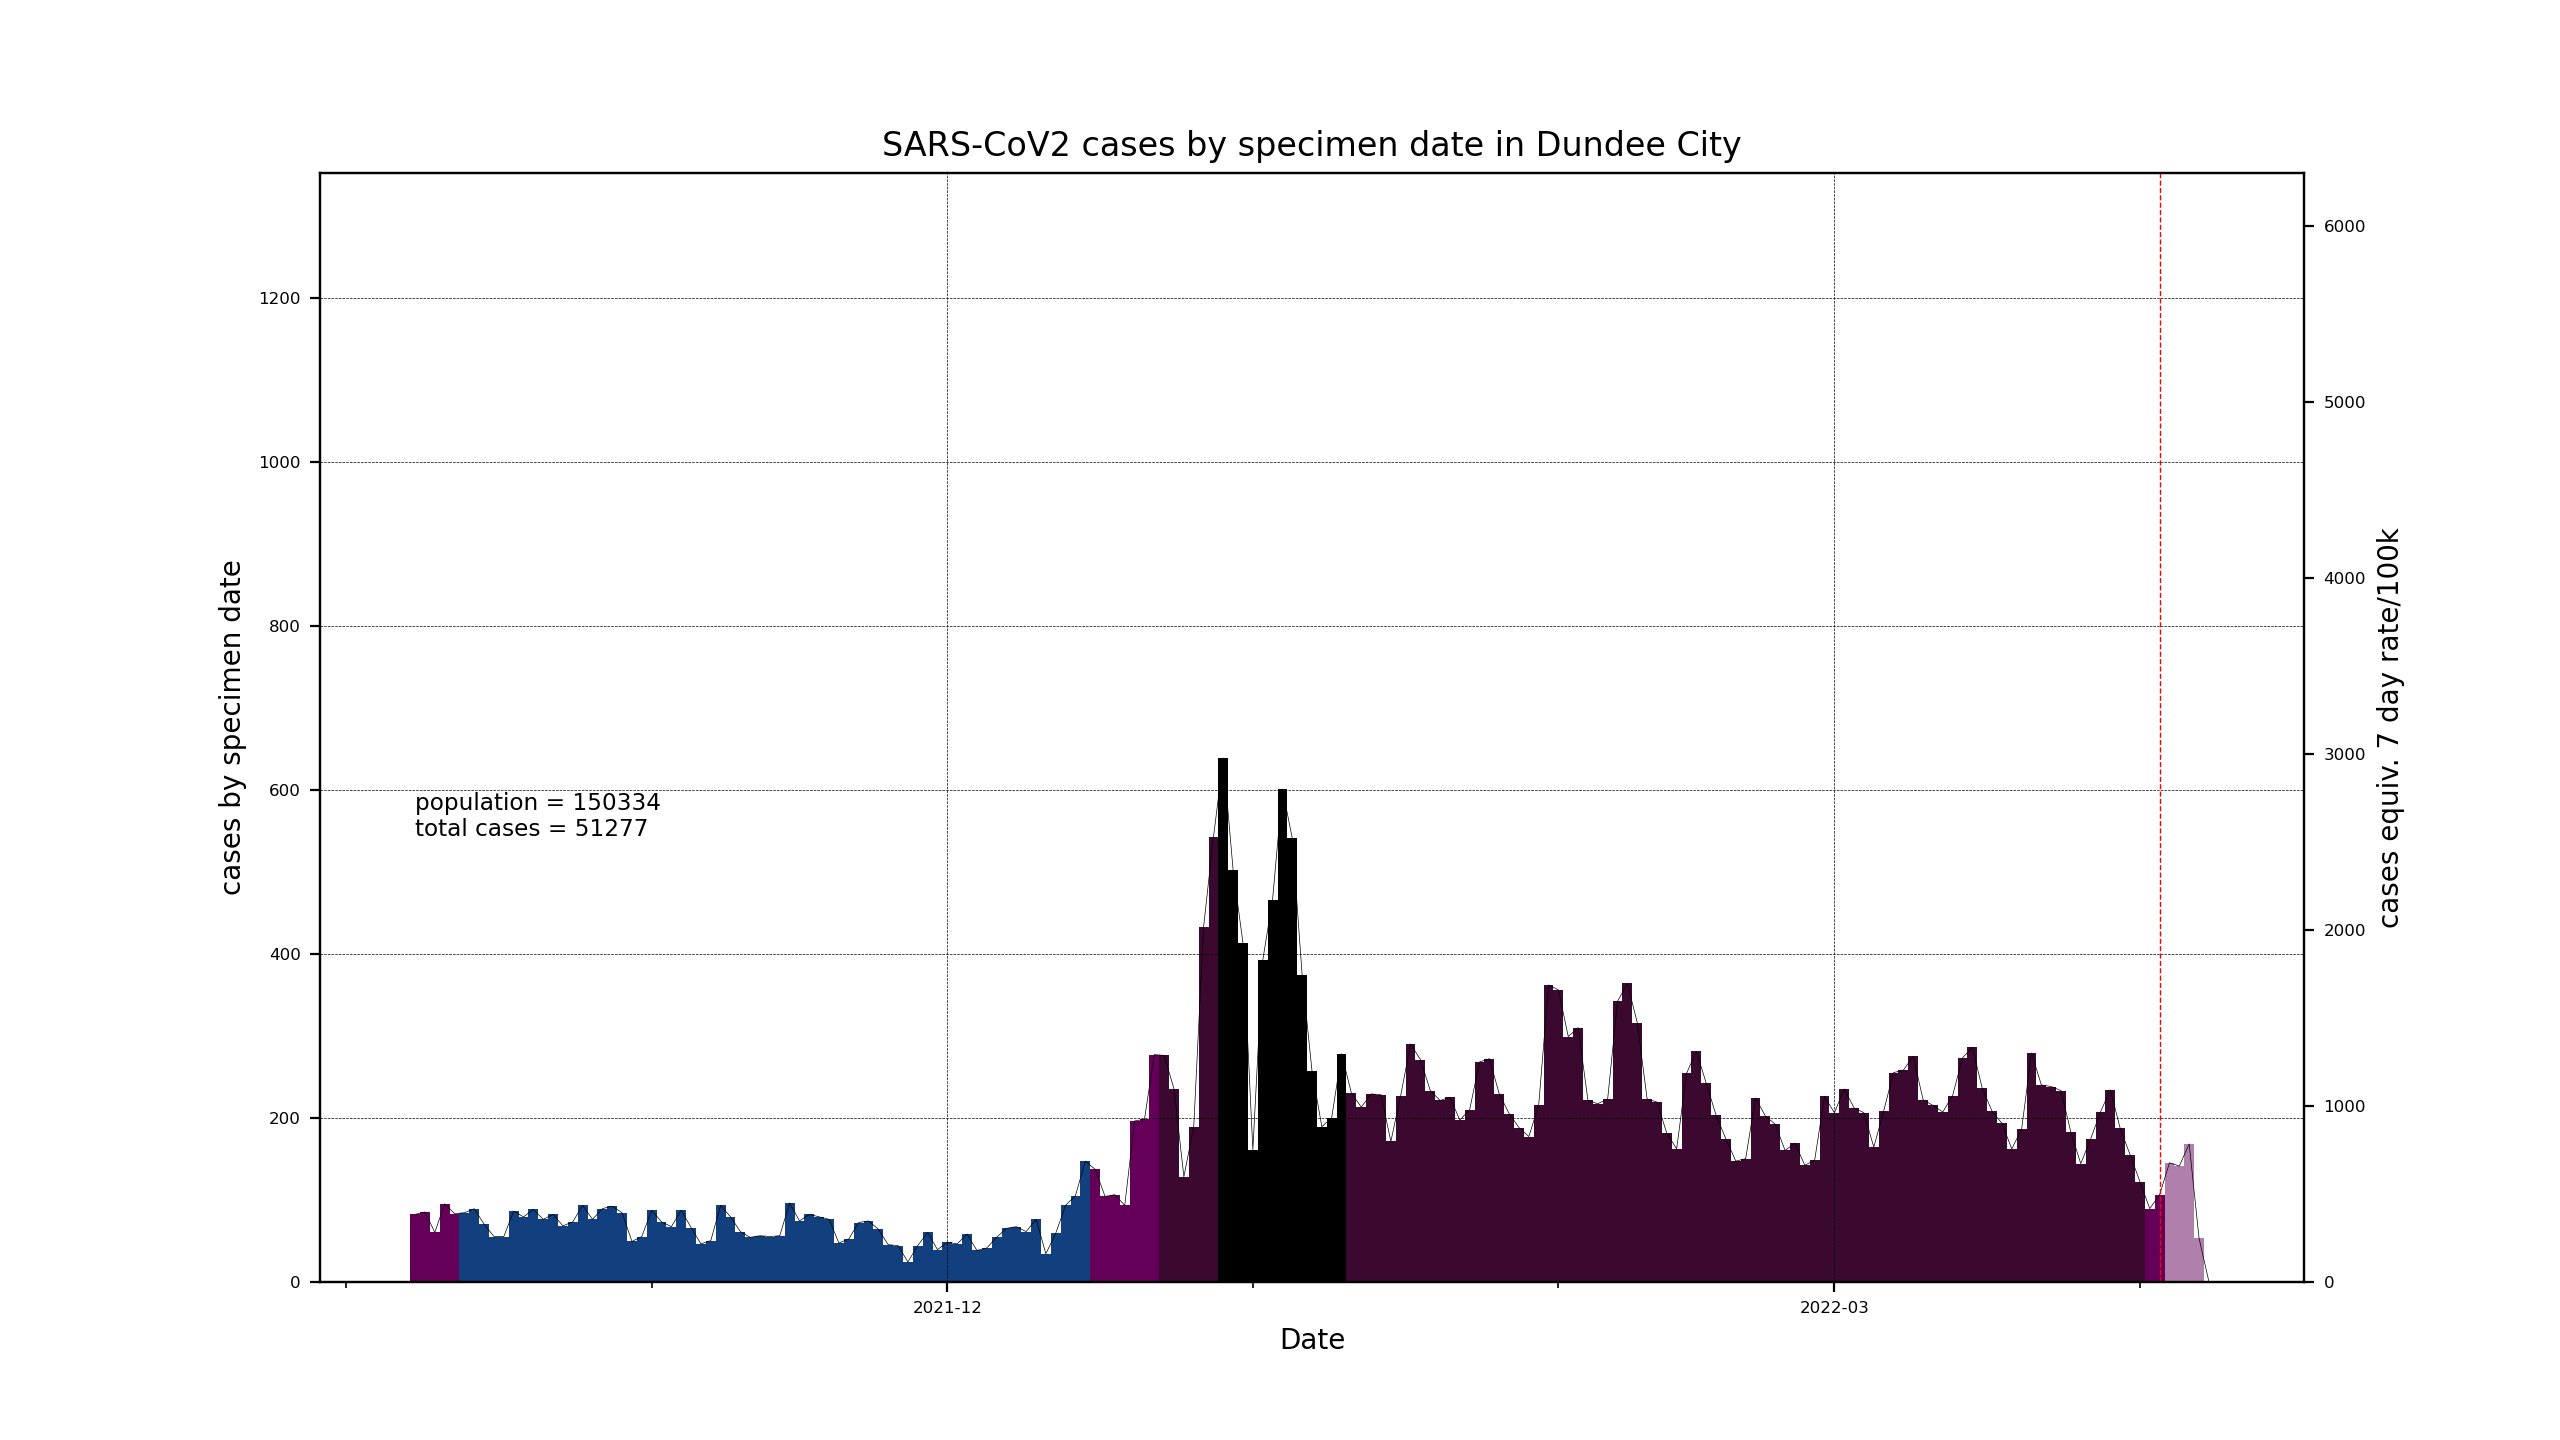 SARS-CoV2 cases by specimen date in Dundee City
cases by specimen date
1200
1000
800
600
400
200
0
population = 150334
total cases = 51277
6000
5000
4000
3000
2000
1000
0
cases equiv. 7 day rate/100k
2021-12
2022-03
Date